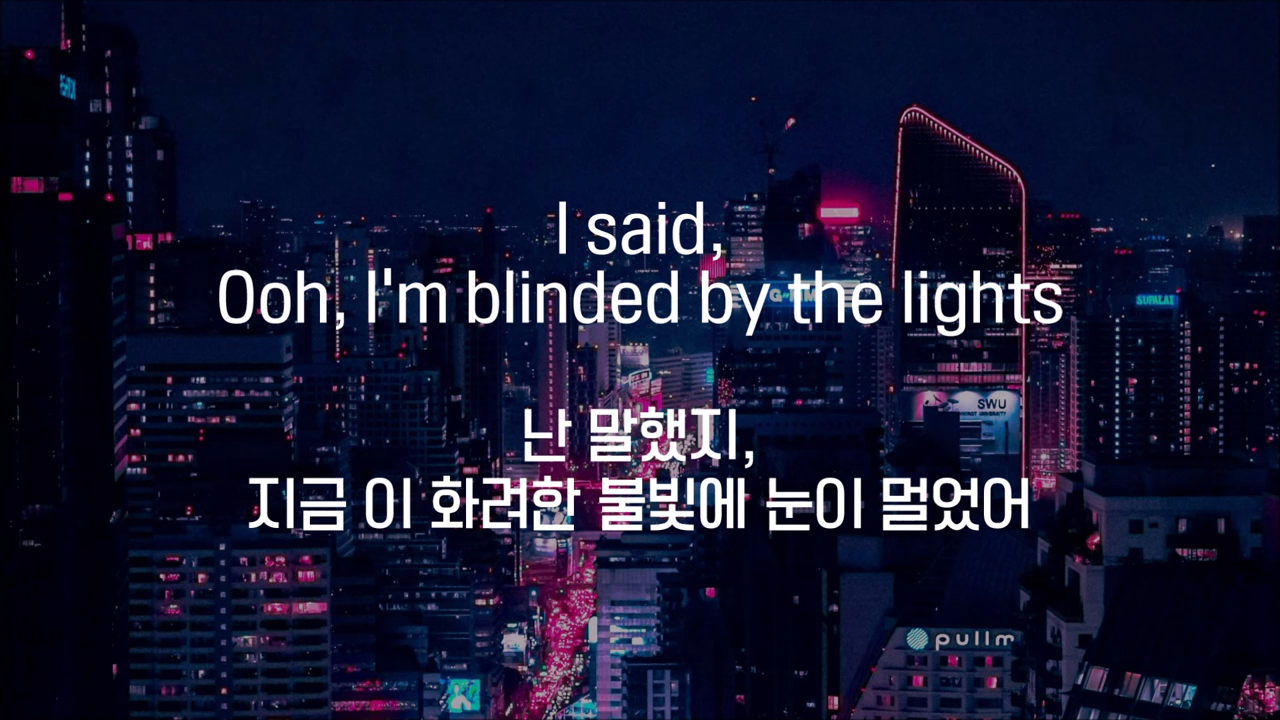 I said,
Ooh, I'm blinded by the lights
난 말했지,
지금 이 화려한 불빛에 눈이 멀었어
SUPALAI
SWU
pullm